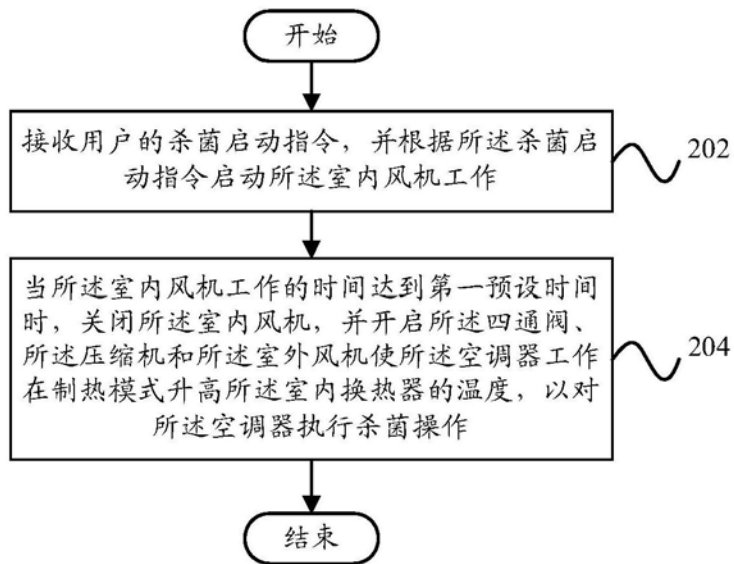 开始
接收用户的杀菌启动指令，并根据所述杀菌启
动指令启动所述室内风机工作
202
当所述室内风机工作的时间达到第一预设时间
时，关闭所述室内风机，并开启所述四通阀、
所述压缩机和所述室外风机使所述空调器工作
在制热模式升高所述室内换热器的温度，以对
所述空调器执行杀菌操作
204
结束